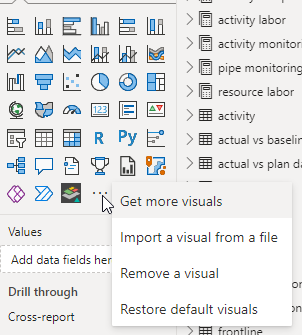 activity labor
activity monitori
pipe monitoring
resource labor
activity
actual vs baselin
actual vs plan da
123
R Py
Get more visuals
Import a visual from a file
Remove a visual
Restore default visuals
Values
Add data fields her
Drill through
Cross-report
frontline